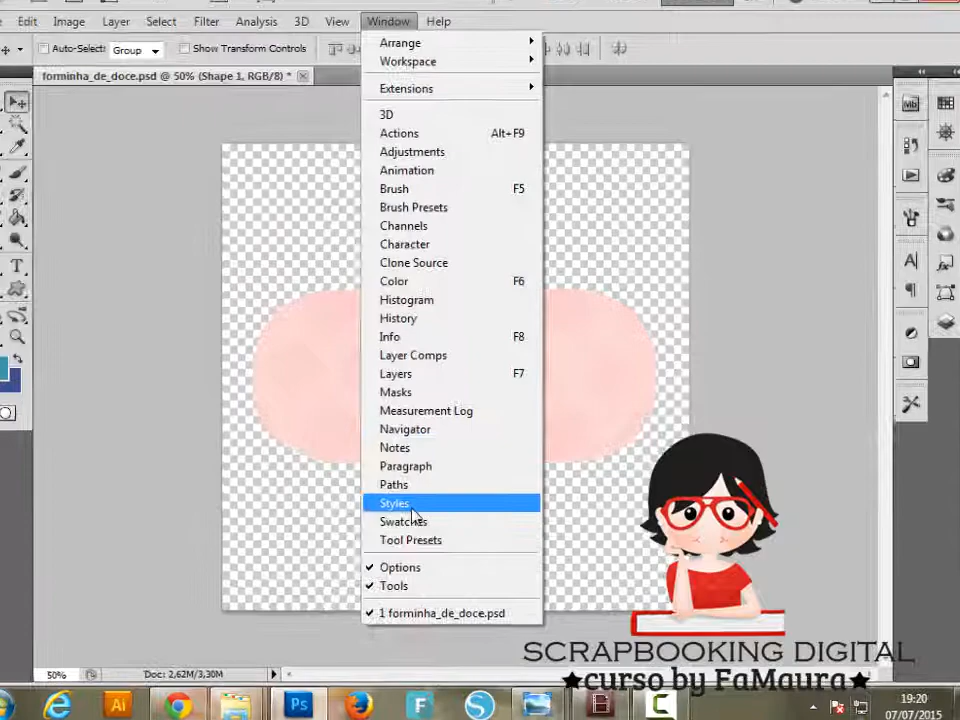 Edit Image Layer Select Filter Analysis 3D View Window Help
Auto-Select: Group Show Transform Controls
forminha_de_doce.psd @ 50% (Shape 1, RGB/8) *
Arrange
Workspace
Extensions
3D
Actions Alt+F9
Adjustments
Animation
Brush F5
Brush Presets
Channels
Character
Clone Source
Color F6
Histogram
History
Info F8
Layer Comps
Layers F7
Masks
Measurement Log
Navigator
Notes
Paragraph
Paths
Styles
Swatches
Tool Presets
Options
Tools
1 forminha_de_doce.psd
Mb
SCRAPBOOKING DIGITAL
★curso by FaMaura★
50% Doc: 2,62M/3,30M
Ai Ps F S C
19:20
07/07/2015